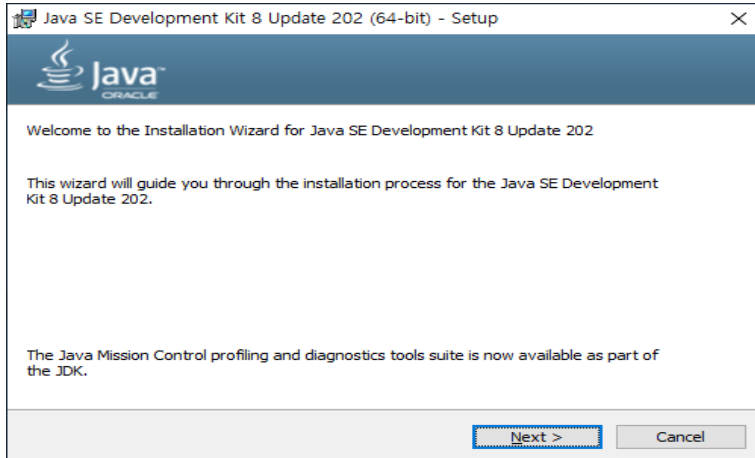 Java SE Development Kit 8 Update 202 (64-bit) - Setup
Java™
ORACLE
Welcome to the Installation Wizard for Java SE Development Kit 8 Update 202
This wizard will guide you through the installation process for the Java SE Development
Kit 8 Update 202.
The Java Mission Control profiling and diagnostics tools suite is now available as part of
the JDK.
Next >
Cancel